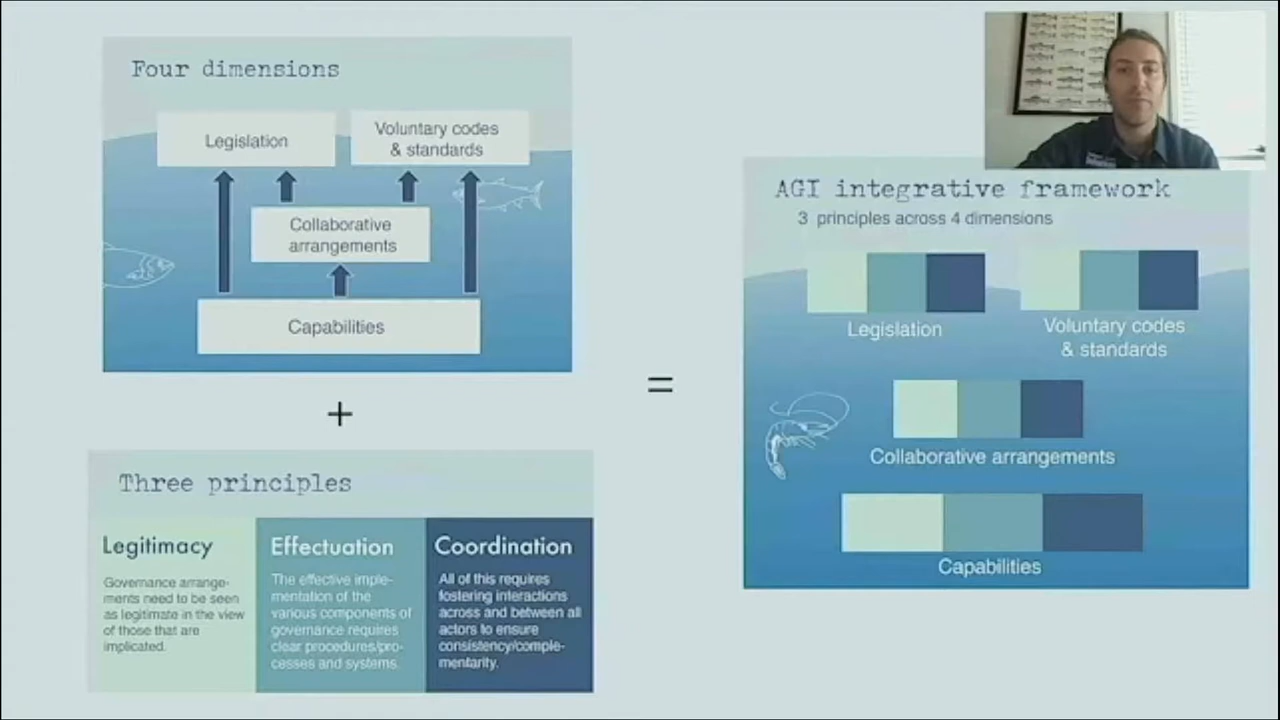 Four dimensions
Legislation
Voluntary codes
& standards
Collaborative
arrangements
Capabilities
+
Three principles
Legitimacy
Governance arrange-
ments need to be seen
as legitimate in the view
of those that are
implicated.
Effectuation
The effective imple-
mentation of the
various components of
governance requires
clear procedures/pro-
cesses and systems.
Coordination
All of this requires
fostering interactions
across and between all
actors to ensure
consistency/comple-
mentarity.
=
AGI integrative framework
3 principles across 4 dimensions
Legislation
Voluntary codes
& standards
Collaborative arrangements
Capabilities